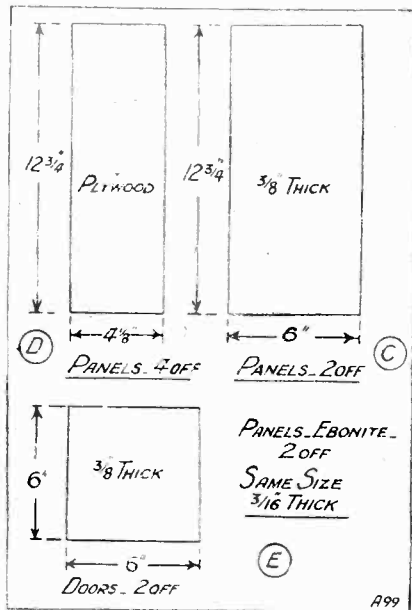 12 3/4"
PLYWOOD
4 1/8"
D
PANELS_4 OFF
12 3/4"
3/8" THICK
6"
C
PANELS_2 OFF
6"
3/8" THICK
6"
DOORS_2 OFF
PANELS_EBONITE_
2 OFF
SAME SIZE
3/16" THICK
E
A99